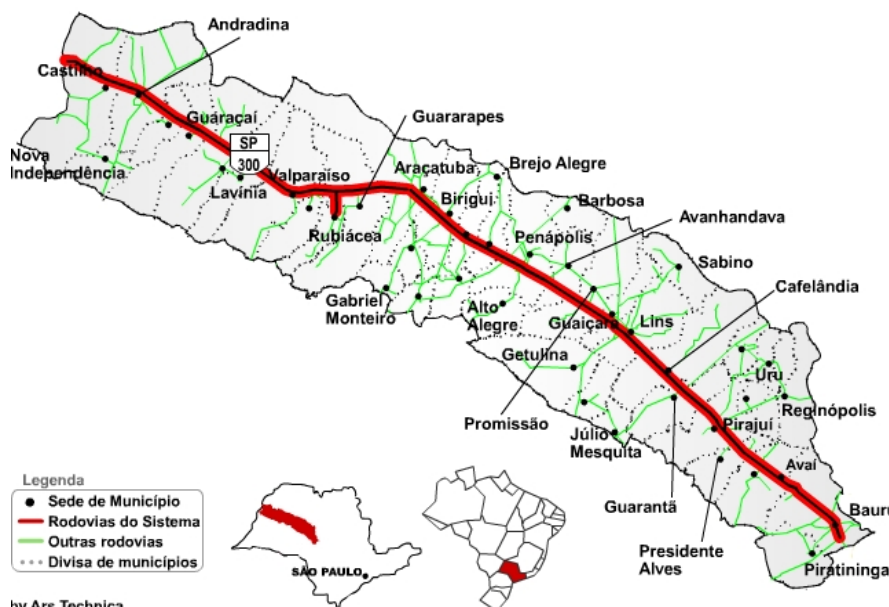 Andradina
Castilho
Guaraçaí
Guararapes
SP
300
Nova
Independência
Lavínia
Valparaíso
Araçatuba
Brejo Alegre
Birigui
Barbosa
Rubiácea
Avanhandava
Penápolis
Sabino
Gabriel
Monteiro
Alto
Alegre
Cafelândia
Guaiçara
Lins
Getulina
Uru
Promissão
Reginópolis
Júlio
Mesquita
Pirajuí
Avaí
Guarantã
Bauru
Presidente
Alves
Piratininga
Legenda
Sede de Município
Rodovias do Sistema
Outras rodovias
Divisa de municípios
SÃO PAULO
by Ars Technica